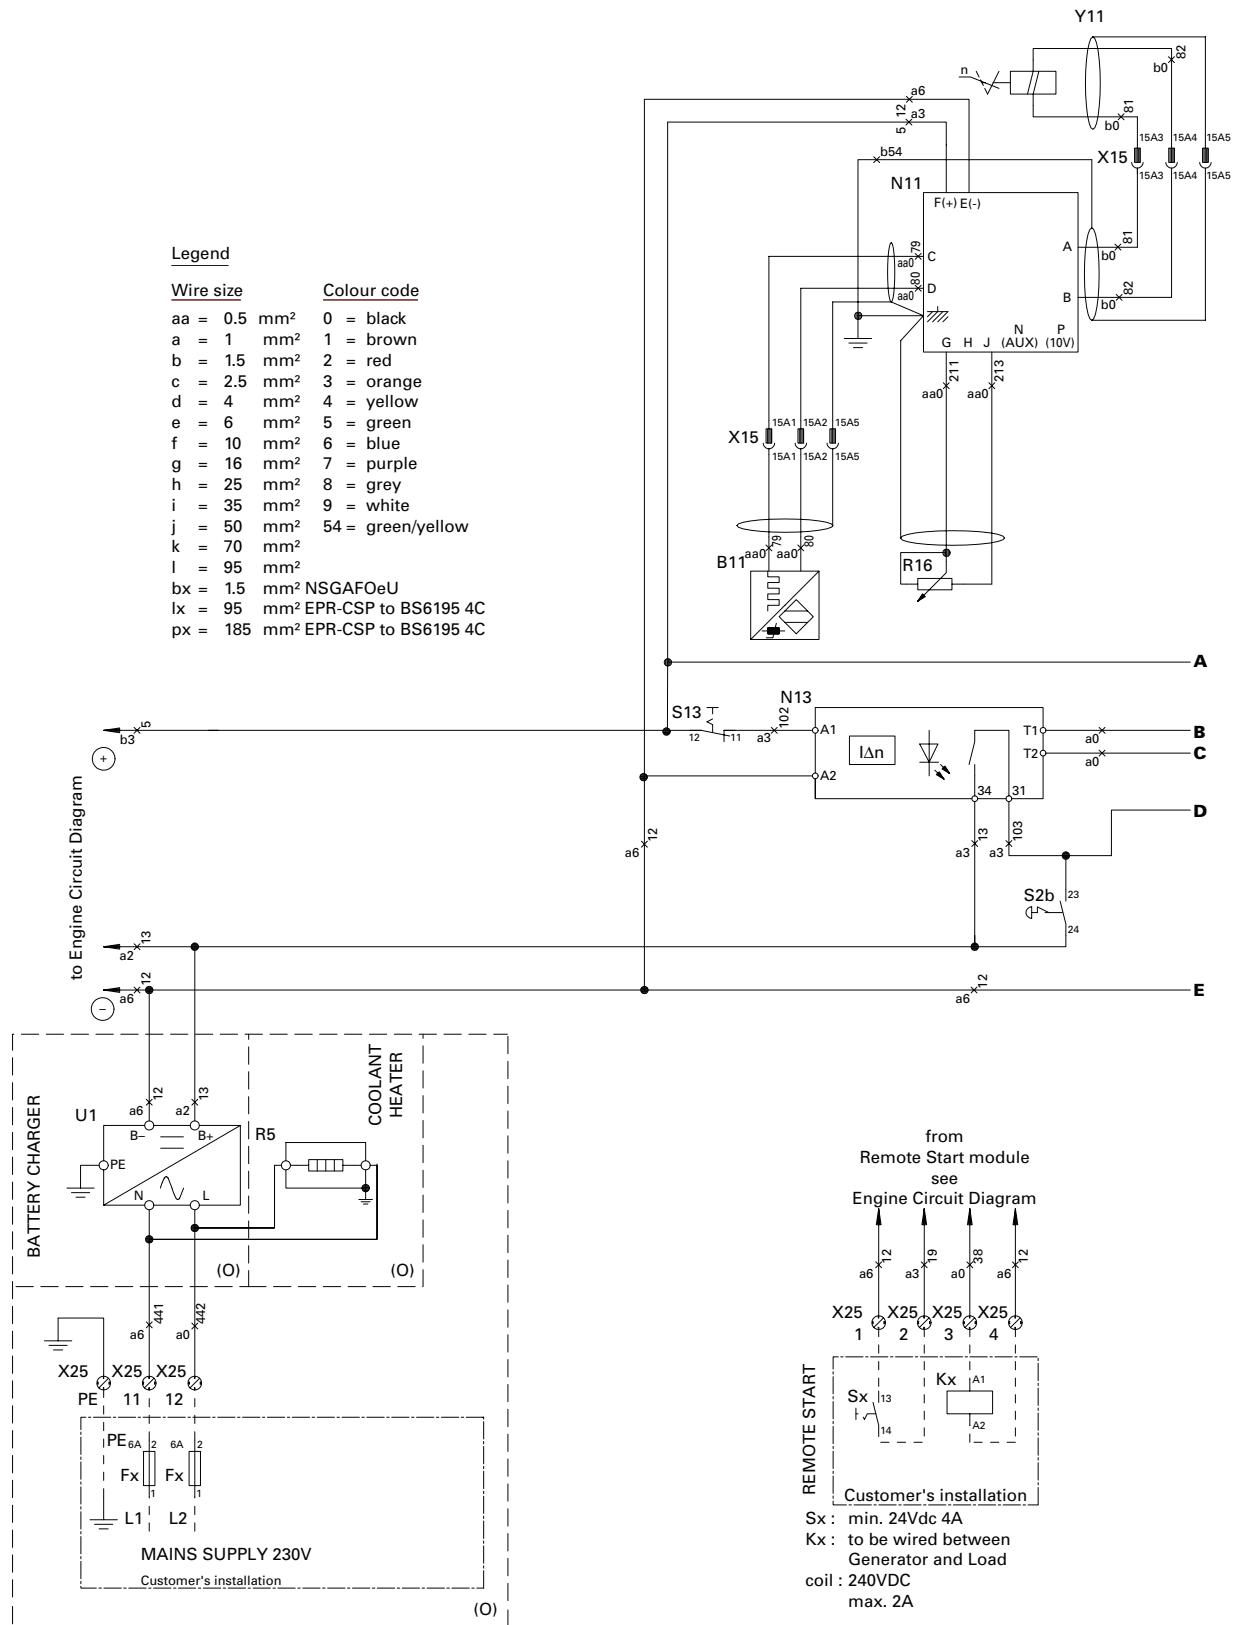 Y11
n
82
b0
81
b0
a6
12
a3
5
b54
X15
15A3 15A4 15A5
15A3 15A4 15A5
N11
F(+) E(-)
A
81
b0
B
82
b0
79
C
aa0
80
D
aa0
G H J N (AUX) P (10V)
211
aa0
213
aa0
Legend
Wire size Colour code
aa = 0.5 mm² 0 = black
a = 1 mm² 1 = brown
b = 1.5 mm² 2 = red
c = 2.5 mm² 3 = orange
d = 4 mm² 4 = yellow
e = 6 mm² 5 = green
f = 10 mm² 6 = blue
g = 16 mm² 7 = purple
h = 25 mm² 8 = grey
i = 35 mm² 9 = white
j = 50 mm² 54 = green/yellow
k = 70 mm²
l = 95 mm²
bx = 1.5 mm² NSGAFOeU
lx = 95 mm² EPR-CSP to BS6195 4C
px = 185 mm² EPR-CSP to BS6195 4C
X15
15A1 15A2 15A5
15A1 15A2 15A5
79
80
B11
aa0 aa0
R16
A
S13
12 11
102
a3
N13
A1
A2
I∆n
T1
T2
34 31
a0
B
a0
C
D
5
b3
+
to Engine Circuit Diagram
12
a6
13
a3
103
a3
S2b
23
24
13
a2
12
a6
-
12
a6
E
BATTERY CHARGER
COOLANT
HEATER
U1
12
a6
13
a2
B− B+
PE
N L
R5
(O)
(O)
441
a6
442
a0
X25 X25 X25
PE 11 12
PE
6A 2
6A 2
Fx Fx
1 1
L1 L2
MAINS SUPPLY 230V
Customer's installation
(O)
from
Remote Start module
see
Engine Circuit Diagram
12 19 38 12
a6 a3 a0 a6
X25 X25 X25 X25
1 2 3 4
REMOTE START
Sx
13
14
Kx
A1
A2
Customer's installation
Sx : min. 24Vdc 4A
Kx : to be wired between
Generator and Load
coil : 240VDC
max. 2A